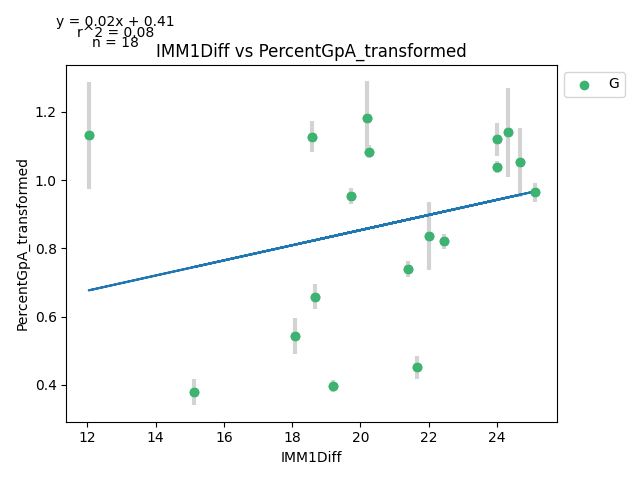 y = 0.02x + 0.41
r^2 = 0.08
n = 18
IMM1Diff vs PercentGpA_transformed
G
PercentGpA_transformed
1.2
1.0
0.8
0.6
0.4
12 14 16 18 20 22 24
IMM1Diff